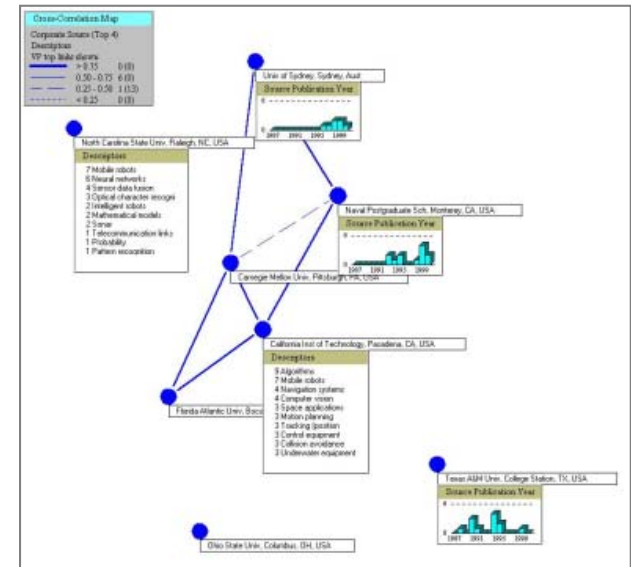 Cross-Correlation Map
Corporate Source (Top 4)
Descriptors
VP top links shown
> 0.75 0 (0)
0.50 - 0.75 6 (0)
0.25 - 0.50 1 (13)
< 0.25 0 (0)
Univ of Sydney, Sydney, Aust
Source Publication Year
1987 1991 1995 1999
North Carolina State Univ, Raleigh, NC, USA
Descriptors
7 Mobile robots
6 Neural networks
4 Sensor data fusion
3 Optical character recogni
2 Intelligent robots
2 Mathematical models
2 Sonar
1 Telecommunication links
1 Probability
1 Pattern recognition
Naval Postgraduate Sch, Monterey, CA, USA
Source Publication Year
1987 1991 1995 1999
Carnegie Mellon Univ, Pittsburgh, PA, USA
California Inst of Technology, Pasadena, CA, USA
Descriptors
9 Algorithms
7 Mobile robots
4 Navigation systems
4 Computer vision
3 Space applications
3 Motion planning
3 Tracking (position
3 Control equipment
3 Collision avoidance
3 Underwater equipment
Florida Atlantic Univ, Boca
Texas A&M Univ, College Station, TX, USA
Source Publication Year
1987 1991 1995 1999
Ohio State Univ, Columbus, OH, USA